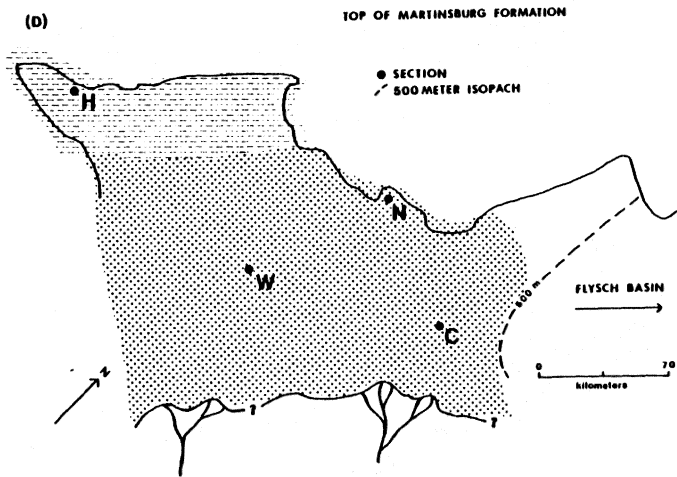 (D)
TOP OF MARTINSBURG FORMATION
SECTION
500 METER ISOPACH
H
N
W
500 m
FLYSCH BASIN
C
0 70
kilometers
N
? ?